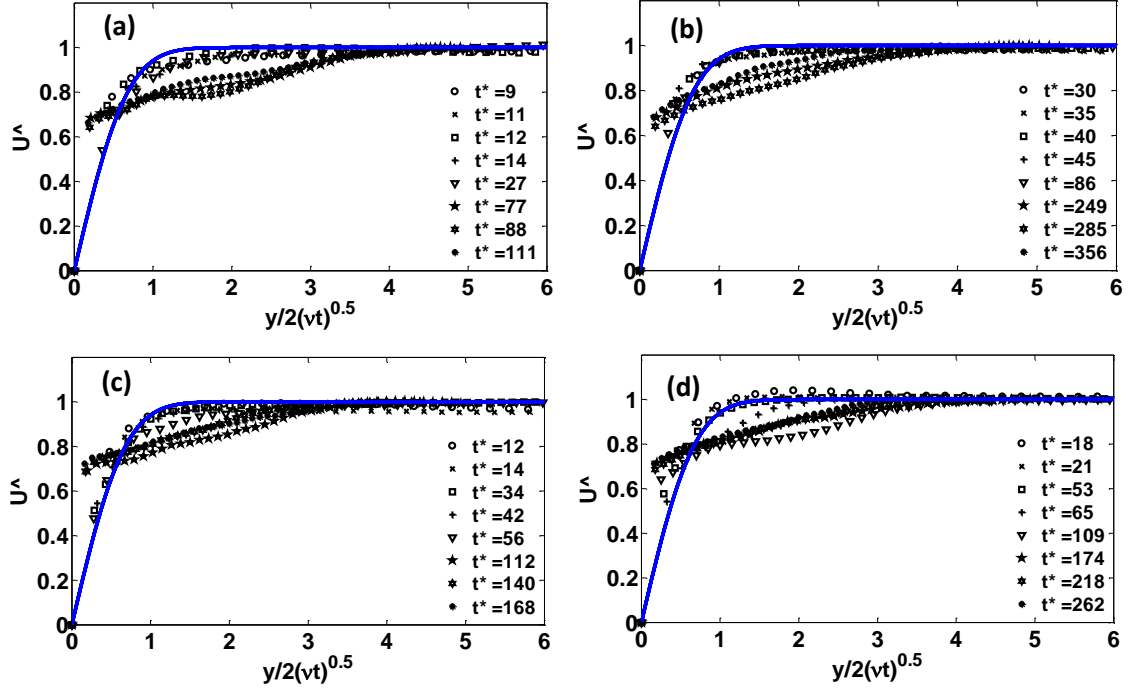 (a)
1
0.8
0.6
0.4
0.2
0
U^
t* =9
t* =11
t* =12
t* =14
t* =27
t* =77
t* =88
t* =111
0 1 2 3 4 5 6
y/2(νt)^0.5
(b)
1
0.8
0.6
0.4
0.2
0
U^
t* =30
t* =35
t* =40
t* =45
t* =86
t* =249
t* =285
t* =356
0 1 2 3 4 5 6
y/2(νt)^0.5
(c)
1
0.8
0.6
0.4
0.2
0
U^
t* =12
t* =14
t* =34
t* =42
t* =56
t* =112
t* =140
t* =168
0 1 2 3 4 5 6
y/2(νt)^0.5
(d)
1
0.8
0.6
0.4
0.2
0
U^
t* =18
t* =21
t* =53
t* =65
t* =109
t* =174
t* =218
t* =262
0 1 2 3 4 5 6
y/2(νt)^0.5